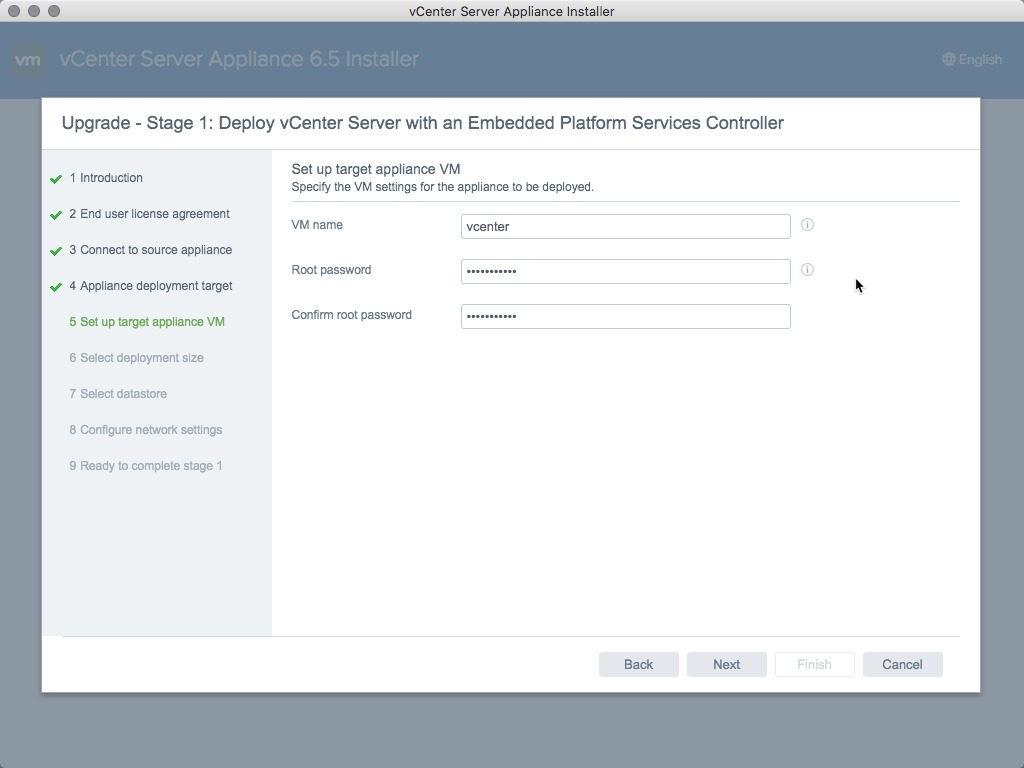 vCenter Server Appliance Installer
vm vCenter Server Appliance 6.5 Installer English
Upgrade - Stage 1: Deploy vCenter Server with an Embedded Platform Services Controller
1 Introduction
2 End user license agreement
3 Connect to source appliance
4 Appliance deployment target
5 Set up target appliance VM
6 Select deployment size
7 Select datastore
8 Configure network settings
9 Ready to complete stage 1
Set up target appliance VM
Specify the VM settings for the appliance to be deployed.
VM name vcenter
Root password •••••••••••
Confirm root password •••••••••••
Back Next Finish Cancel